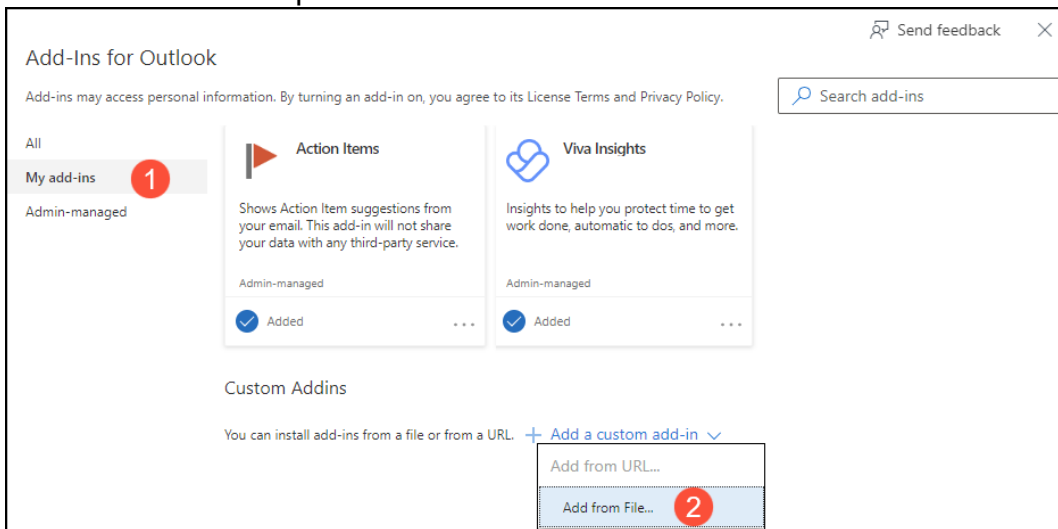 Send feedback
Add-Ins for Outlook
Add-ins may access personal information. By turning an add-in on, you agree to its License Terms and Privacy Policy.
Search add-ins
All
My add-ins
1
Admin-managed
Action Items
Shows Action Item suggestions from
your email. This add-in will not share
your data with any third-party service.
Admin-managed
Added
Viva Insights
Insights to help you protect time to get
work done, automatic to dos, and more.
Admin-managed
Added
Custom Addins
You can install add-ins from a file or from a URL. + Add a custom add-in
Add from URL...
Add from File...
2